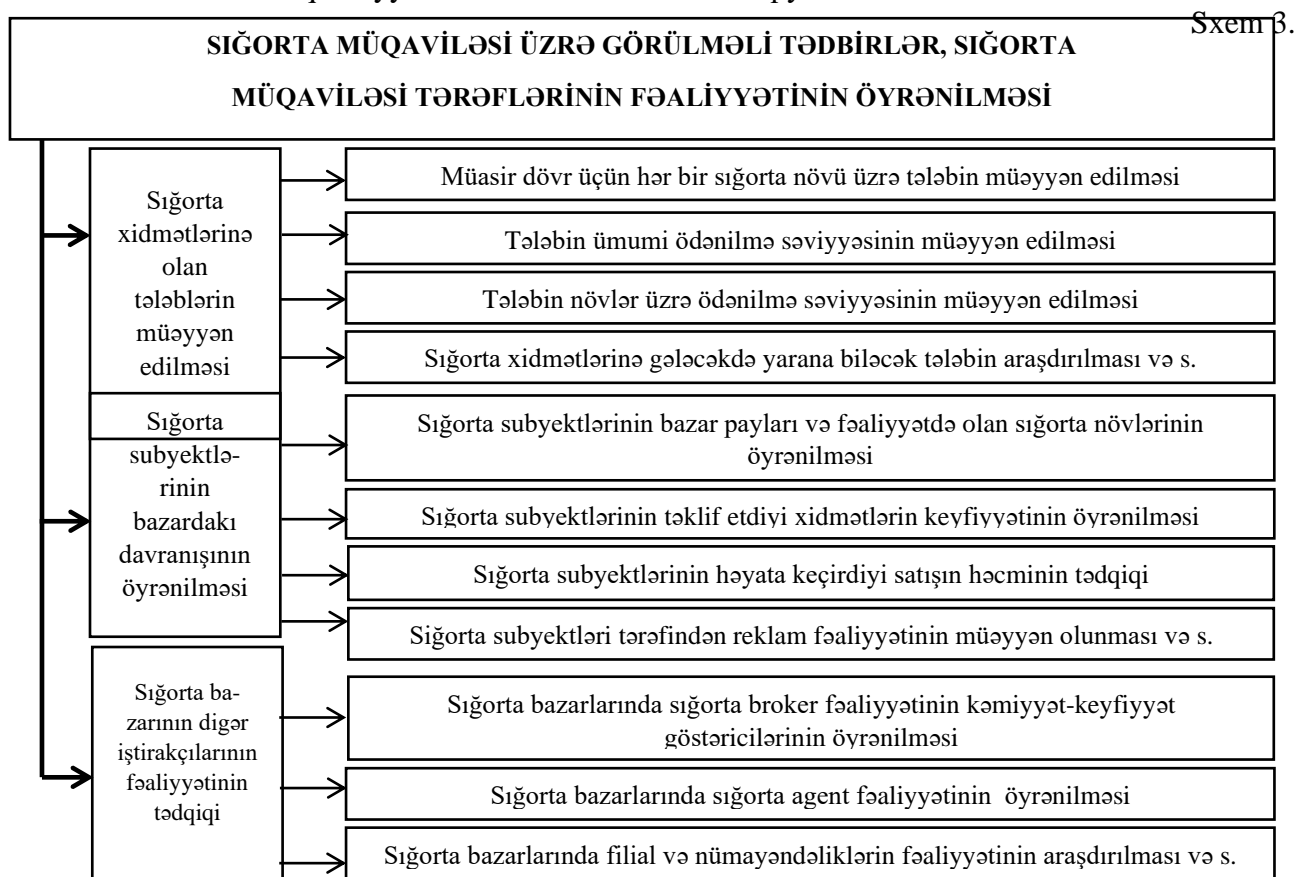 Sxem 3.
SIĞORTA MÜQAVİLƏSİ ÜZRƏ GÖRÜLMƏLİ TƏDBİRLƏR, SIĞORTA
MÜQAVİLƏSİ TƏRƏFLƏRİNİN FƏALİYYƏTİNİN ÖYRƏNİLMƏSİ
Sığorta
xidmətlərinə
olan
tələblərin
müəyyən
edilməsi
Müasir dövr üçün hər bir sığorta növü üzrə tələbin müəyyən edilməsi
Tələbin ümumi ödənilmə səviyyəsinin müəyyən edilməsi
Tələbin növlər üzrə ödənilmə səviyyəsinin müəyyən edilməsi
Sığorta xidmətlərinə gələcəkdə yarana biləcək tələbin araşdırılması və s.
Sığorta
subyektlə-
rinin
bazardakı
davranışının
öyrənilməsi
Sığorta subyektlərinin bazar payları və fəaliyyətdə olan sığorta növlərinin
öyrənilməsi
Sığorta subyektlərinin təklif etdiyi xidmətlərin keyfiyyətinin öyrənilməsi
Sığorta subyektlərinin həyata keçirdiyi satışın həcminin tədqiqi
Siğorta subyektləri tərəfindən reklam fəaliyyətinin müəyyən olunması və s.
Sığorta ba-
zarının digər
iştirakçılarının
fəaliyyətinin
tədqiqi
Sığorta bazarlarında sığorta broker fəaliyyətinin kəmiyyət-keyfiyyət
göstəricilərinin öyrənilməsi
Sığorta bazarlarında sığorta agent fəaliyyətinin öyrənilməsi
Sığorta bazarlarında filial və nümayəndəliklərin fəaliyyətinin araşdırılması və s.